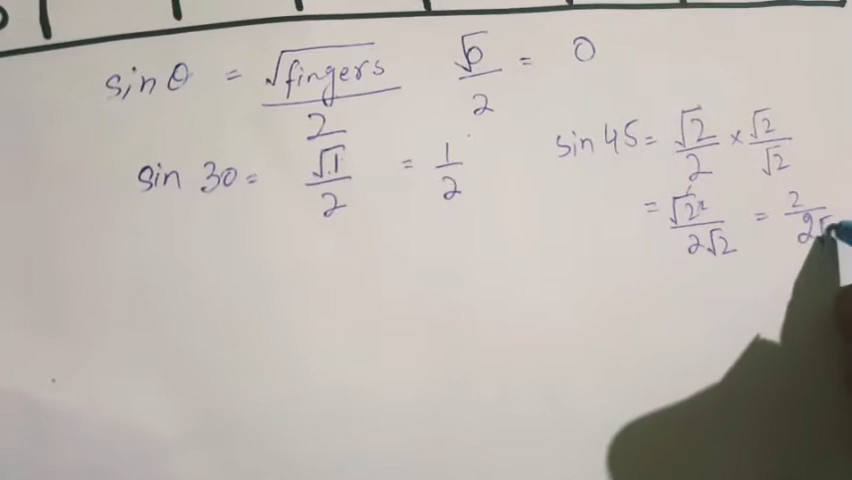 sin θ = √fingers / 2   √0 / 2 = 0
sin 30 = √1 / 2 = 1 / 2
sin 45 = √2 / 2 × √2 / √2
= √2² / 2√2 = 2 / 2√